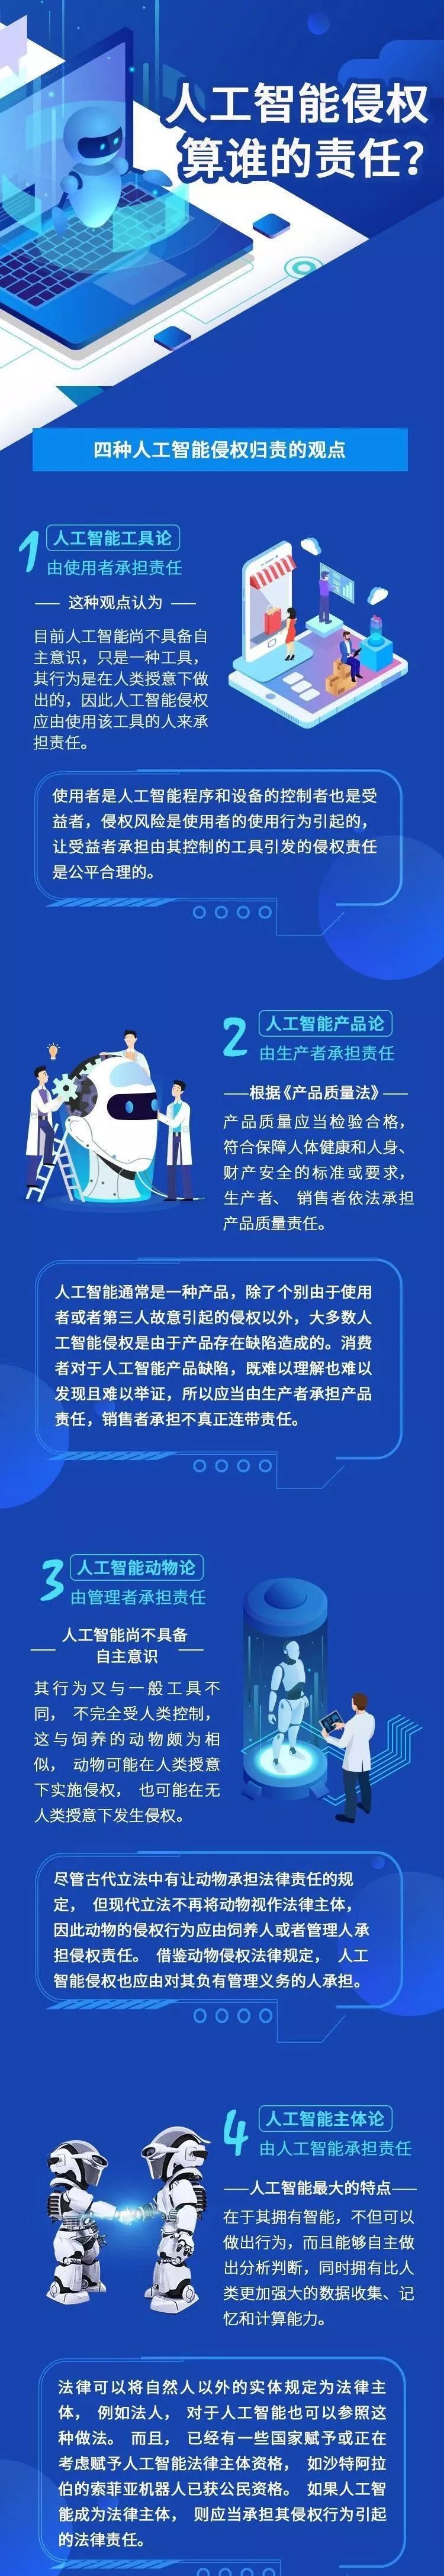 人工智能侵权
算谁的责任？
四种人工智能侵权归责的观点
1
人工智能工具论
由使用者承担责任
这种观点认为
目前人工智能尚不具备自
主意识，只是一种工具，
其行为是在人类授意下做
出的，因此人工智能侵权
应由使用该工具的人来承
担责任。
使用者是人工智能程序和设备的控制者也是受
益者，侵权风险是使用者的使用行为引起的，
让受益者承担由其控制的工具引发的侵权责任
是公平合理的。
2
人工智能产品论
由生产者承担责任
根据《产品质量法》
产品质量应当检验合格，
符合保障人体健康和人身、
财产安全的标准或要求，
生产者、 销售者依法承担
产品质量责任。
人工智能通常是一种产品，除了个别由于使用
者或者第三人故意引起的侵权以外，大多数人
工智能侵权是由于产品存在缺陷造成的。消费
者对于人工智能产品缺陷，既难以理解也难以
发现且难以举证，所以应当由生产者承担产品
责任，销售者承担不真正连带责任。
3
人工智能动物论
由管理者承担责任
人工智能尚不具备
自主意识
其行为又与一般工具不
同， 不完全受人类控制，
这与饲养的动物颇为相
似， 动物可能在人类授意
下实施侵权， 也可能在无
人类授意下发生侵权。
尽管古代立法中有让动物承担法律责任的规
定， 但现代立法不再将动物视作法律主体，
因此动物的侵权行为应由饲养人或者管理人承
担侵权责任。 借鉴动物侵权法律规定， 人工
智能侵权也应由对其负有管理义务的人承担。
4
人工智能主体论
由人工智能承担责任
人工智能最大的特点
在于其拥有智能，不但可以
做出行为，而且能够自主做
出分析判断，同时拥有比人
类更加强大的数据收集、记
忆和计算能力。
法律可以将自然人以外的实体规定为法律主
体， 例如法人， 对于人工智能也可以参照这
种做法。 而且， 已经有一些国家赋予或正在
考虑赋予人工智能法律主体资格， 如沙特阿拉
伯的索菲亚机器人已获公民资格。 如果人工智
能成为法律主体， 则应当承担其侵权行为引起
的法律责任。